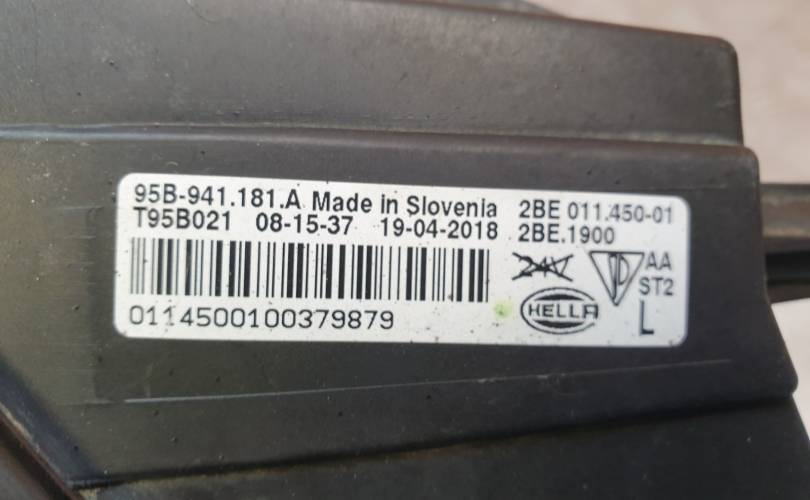 95B-941.181.A Made in Slovenia 2BE 011.450-01
T95B021 08-15-37 19-04-2018 2BE.1900
24V AA
ST2
HELLA L
0114500100379879